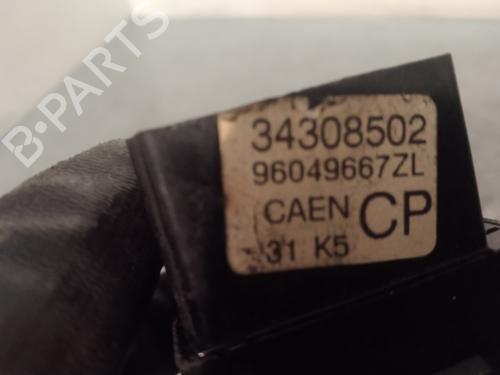 B-PARTS
34308502
96049667ZL
CAEN CP
31 K5